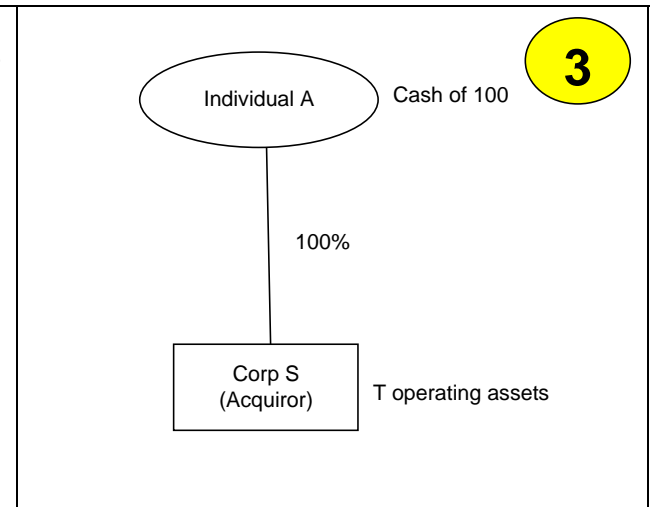 3
Individual A
Cash of 100
100%
Corp S
(Acquiror)
T operating assets